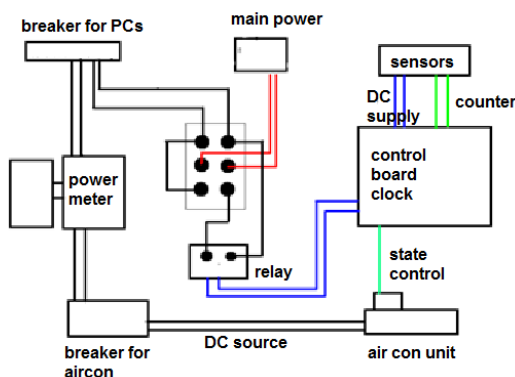 main power
breaker for PCs
sensors
DC
supply
counter
control
board
clock
power
meter
relay
state
control
DC source
breaker for
aircon
air con unit